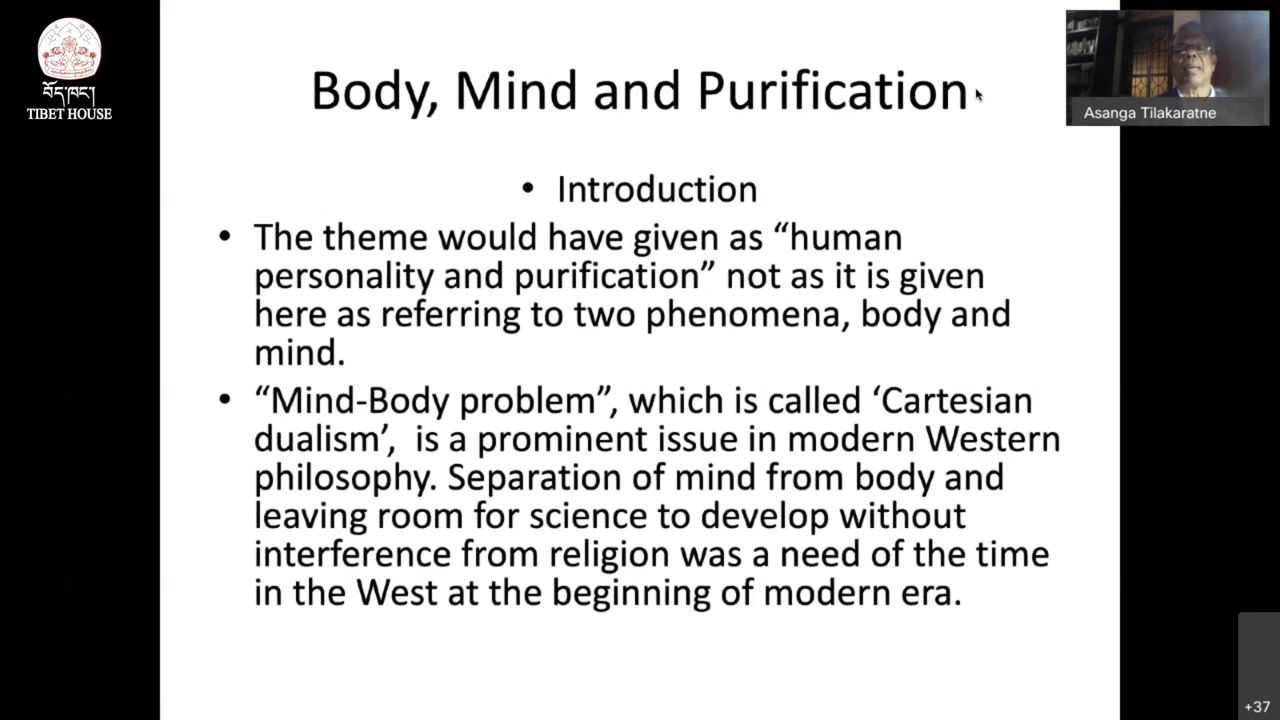 བོད་ཁང་།
TIBET HOUSE
Body, Mind and Purification
Asanga Tilakaratne
• Introduction
• The theme would have given as “human
personality and purification” not as it is given
here as referring to two phenomena, body and
mind.
• “Mind-Body problem”, which is called ‘Cartesian
dualism’,  is a prominent issue in modern Western
philosophy. Separation of mind from body and
leaving room for science to develop without
interference from religion was a need of the time
in the West at the beginning of modern era.
+37